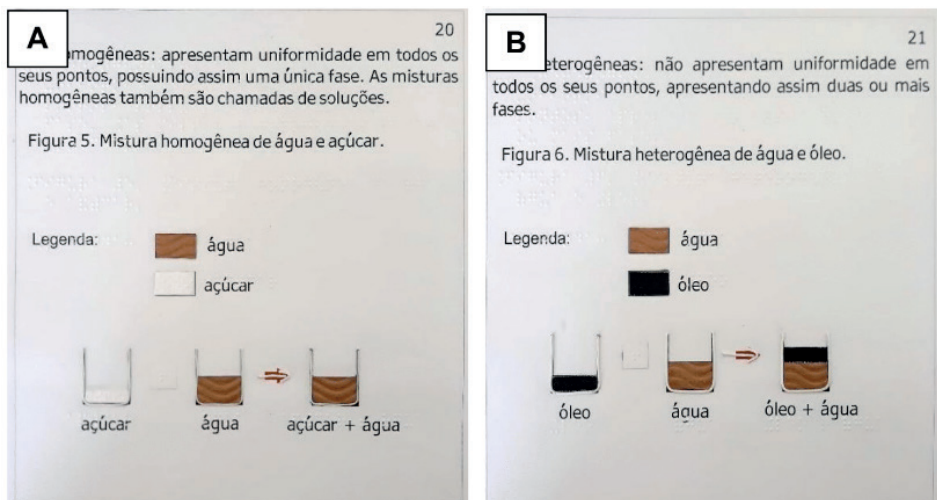 A
20
omogêneas: apresentam uniformidade em todos os
seus pontos, possuindo assim uma única fase. As misturas
homogêneas também são chamadas de soluções.
Figura 5. Mistura homogênea de água e açúcar.
Legenda:
água
açúcar
açúcar
água
açúcar + água
B
21
eterogêneas: não apresentam uniformidade em
todos os seus pontos, apresentando assim duas ou mais
fases.
Figura 6. Mistura heterogênea de água e óleo.
Legenda:
água
óleo
óleo
água
óleo + água